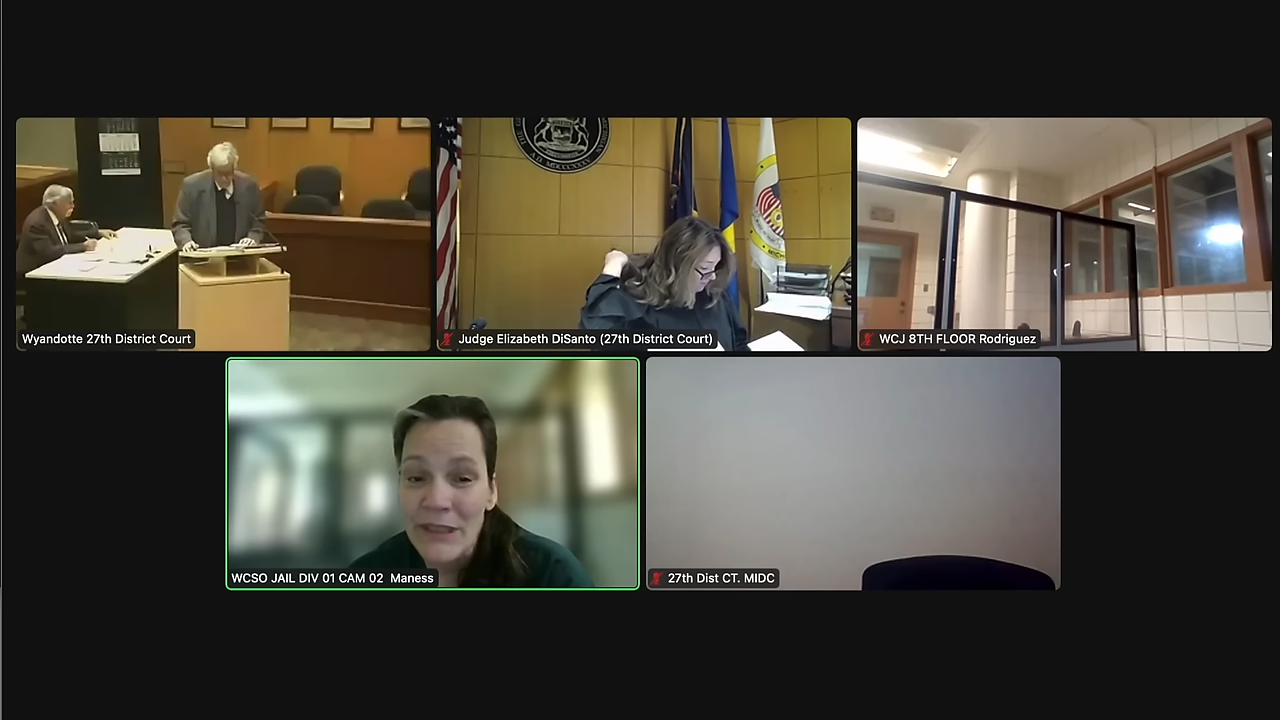 A.D. MDCCCXXXV
Wyandotte 27th District Court
Judge Elizabeth DiSanto (27th District Court)
WCJ 8TH FLOOR Rodriguez
WCSO JAIL DIV 01 CAM 02 Maness
27th Dist CT. MIDC